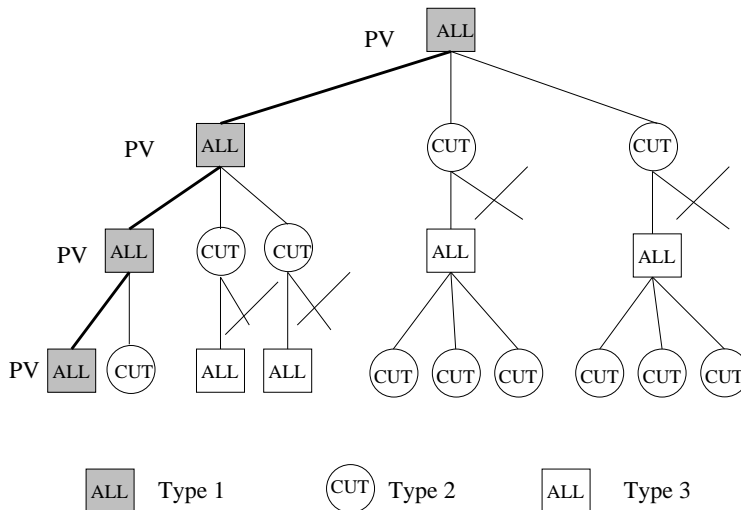 PV ALL
PV ALL CUT CUT
PV ALL CUT CUT ALL ALL
PV ALL CUT ALL ALL CUT CUT CUT CUT CUT CUT
ALL Type 1 CUT Type 2 ALL Type 3